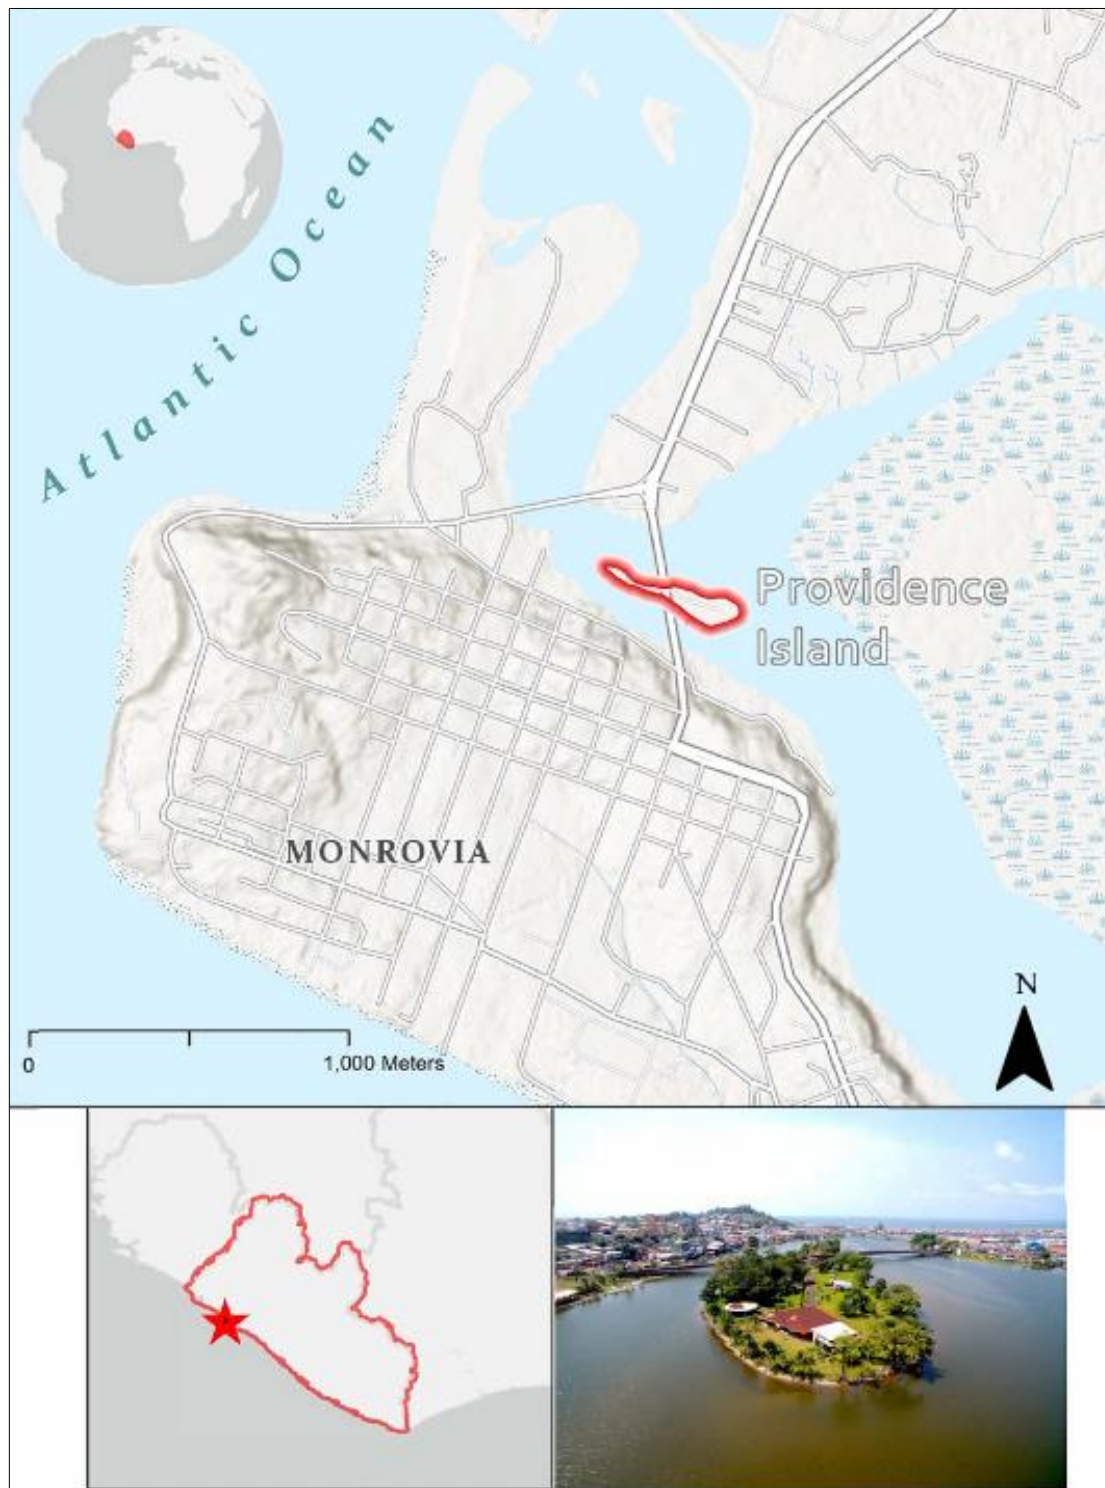 Atlantic Ocean
Providence
Island
MONROVIA
N
0
1,000 Meters